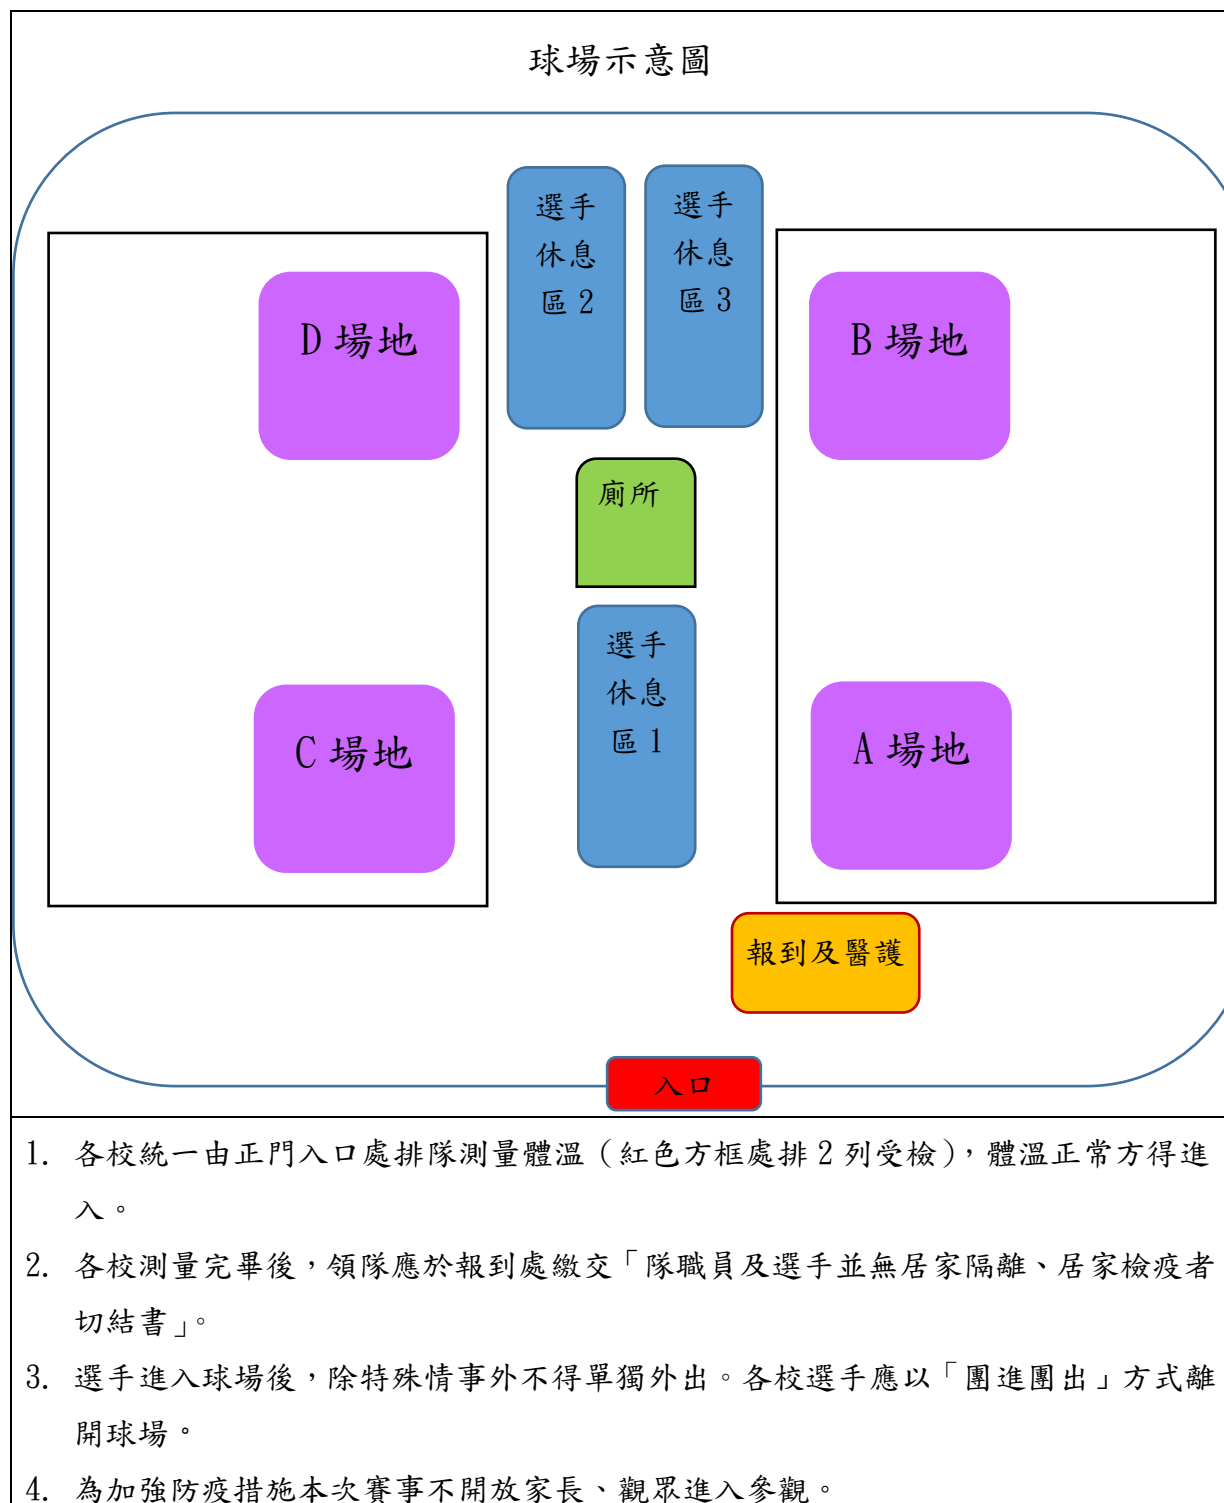 球場示意圖
選手
休息
區 2
選手
休息
區 3
D 場地
B 場地
廁所
選手
休息
區 1
C 場地
A 場地
報到及醫護
入口
1. 各校統一由正門入口處排隊測量體溫（紅色方框處排 2 列受檢），體溫正常方得進
入。
2. 各校測量完畢後，領隊應於報到處繳交「隊職員及選手並無居家隔離、居家檢疫者
切結書」。
3. 選手進入球場後，除特殊情事外不得單獨外出。各校選手應以「團進團出」方式離
開球場。
4. 為加強防疫措施本次賽事不開放家長、觀眾進入參觀。